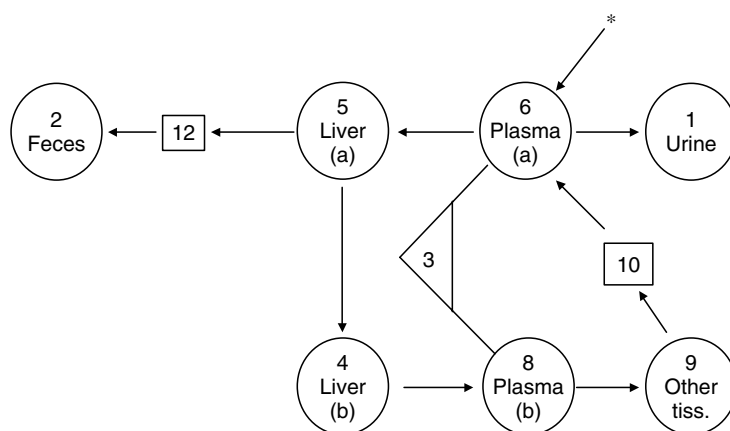 *
2
Feces
12
5
Liver
(a)
6
Plasma
(a)
1
Urine
3
10
4
Liver
(b)
8
Plasma
(b)
9
Other
tiss.